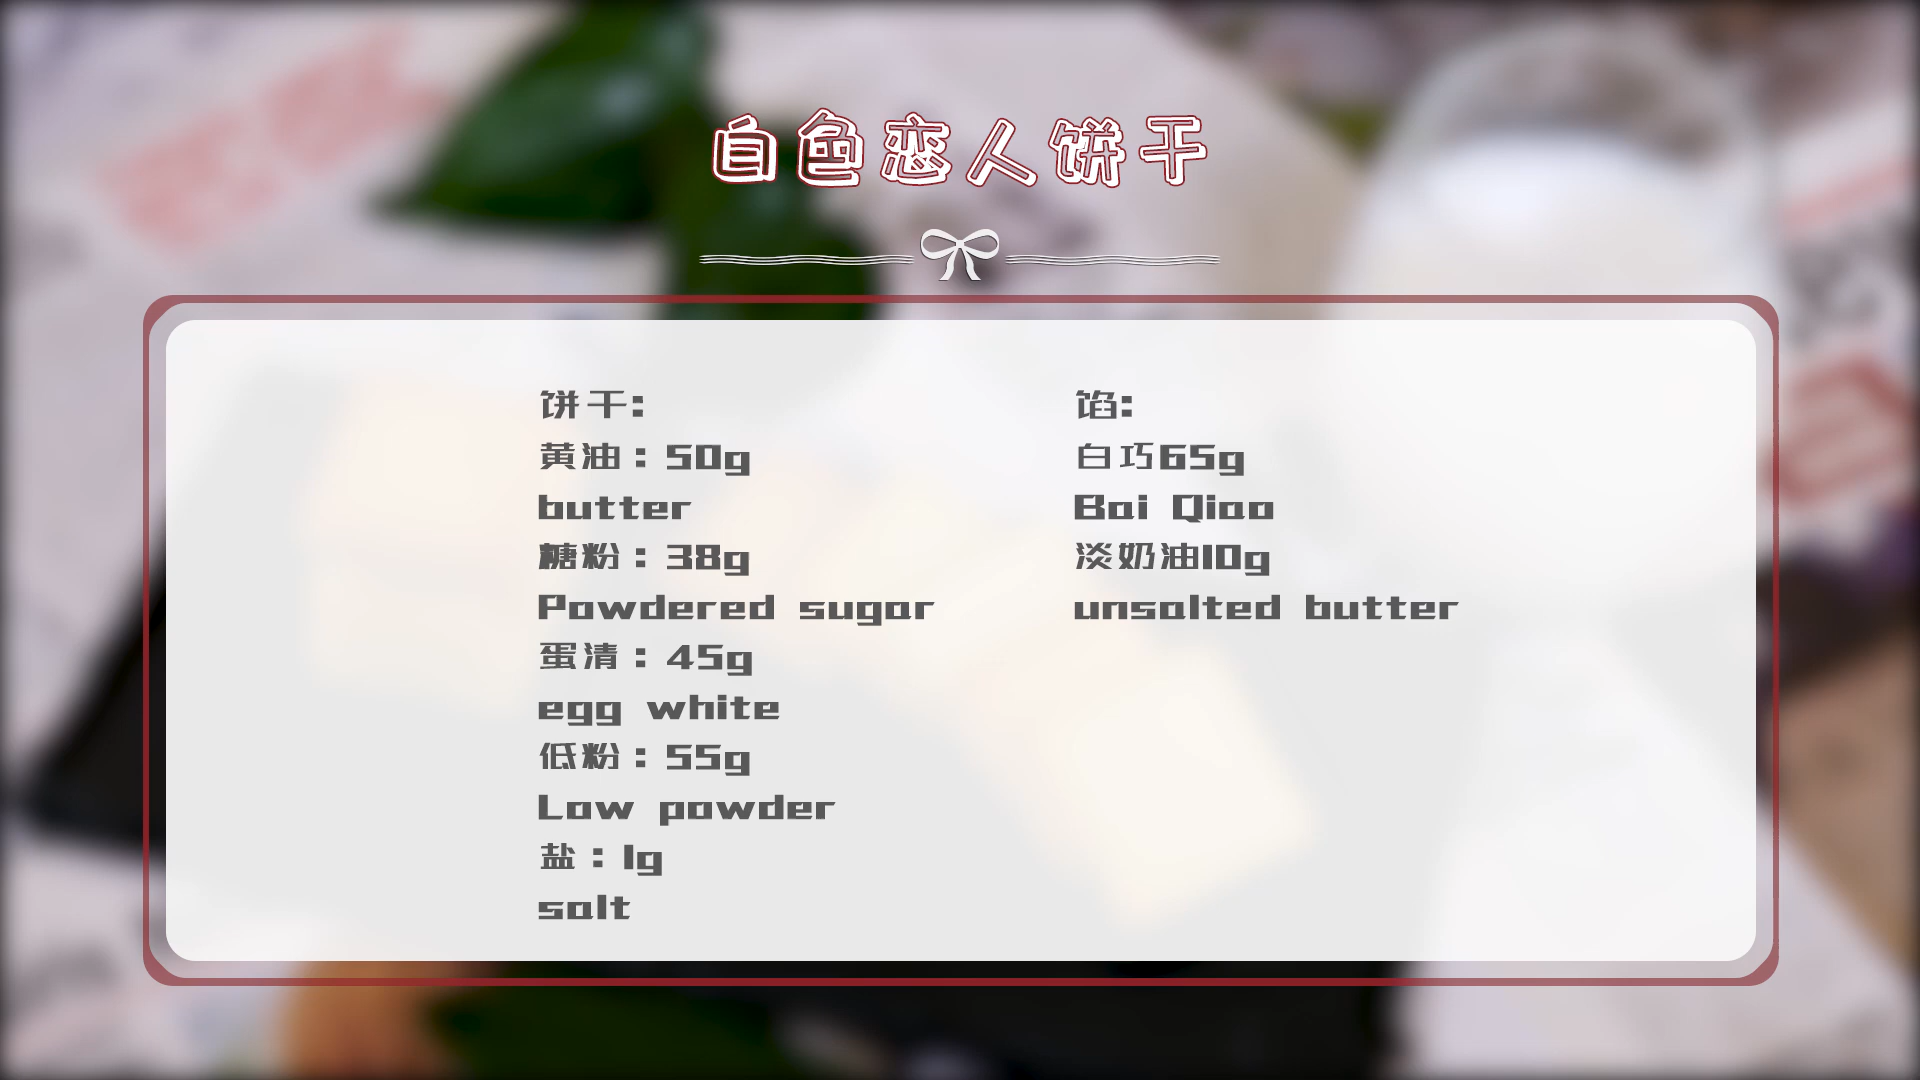 白色恋人饼干
饼干:
黄油：50g
butter
糖粉：38g
Powdered sugar
蛋清：45g
egg white
低粉：55g
Low powder
盐：1g
salt
馅:
白巧65g
Bai Qiao
淡奶油10g
unsalted butter